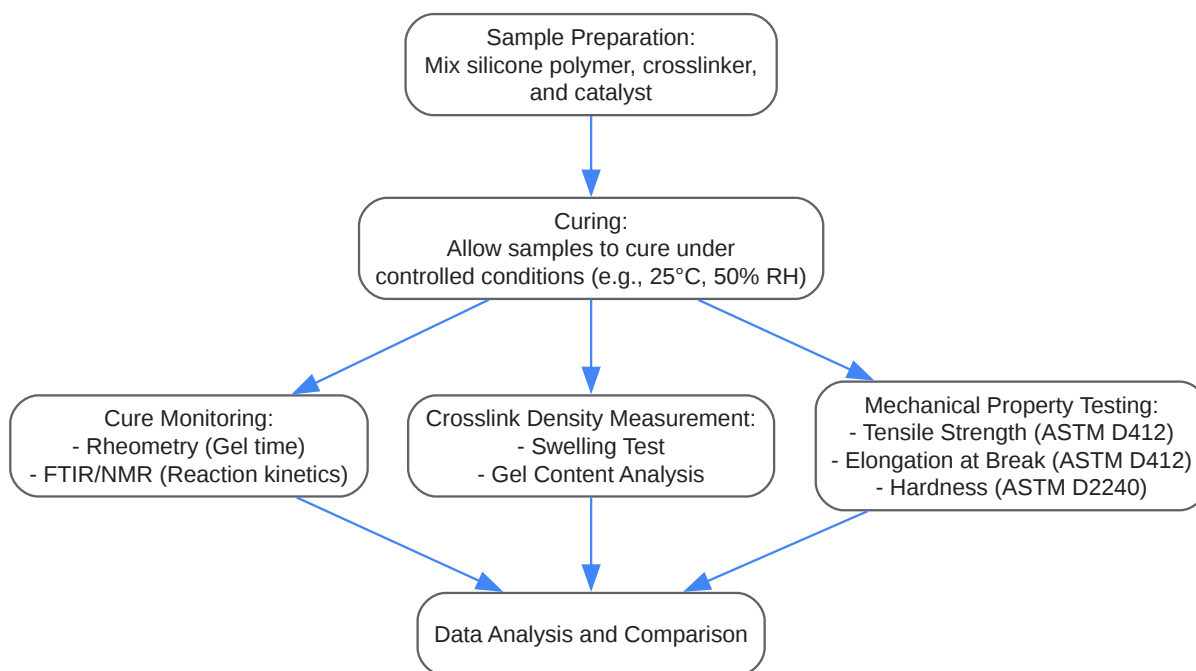 Sample Preparation:
Mix silicone polymer, crosslinker,
and catalyst
Curing:
Allow samples to cure under
controlled conditions (e.g., 25°C, 50% RH)
Cure Monitoring:
- Rheometry (Gel time)
- FTIR/NMR (Reaction kinetics)
Crosslink Density Measurement:
- Swelling Test
- Gel Content Analysis
Mechanical Property Testing:
- Tensile Strength (ASTM D412)
- Elongation at Break (ASTM D412)
- Hardness (ASTM D2240)
Data Analysis and Comparison